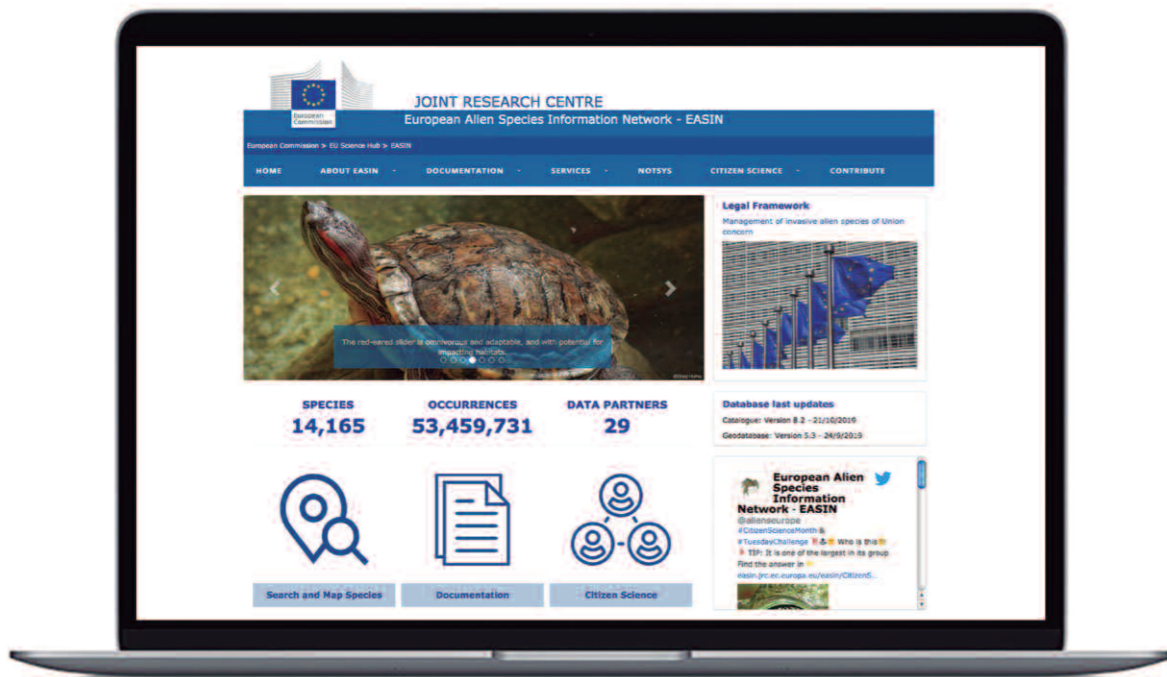 European
Commission
JOINT RESEARCH CENTRE
European Alien Species Information Network - EASIN
European Commission > EU Science Hub > EASIN
HOME ABOUT EASIN DOCUMENTATION SERVICES NOTSYS CITIZEN SCIENCE CONTRIBUTE
The red-eared slider is omnivorous and adaptable, and with potential for
impacting habitats.
Legal Framework
Management of invasive alien species of Union
concern
SPECIES
14,165
OCCURRENCES
53,459,731
DATA PARTNERS
29
Database last updates
Catalogue: Version 8.2 - 21/10/2019
Geodatabase: Version 5.3 - 24/9/2019
Search and Map Species
Documentation
Citizen Science
European Alien
Species
Information
Network - EASIN
@alienseurope
#CitizenScienceMonth &
#TuesdayChallenge Who is this
TIP: It is one of the largest in its group.
Find the answer in
easin.jrc.ec.europa.eu/easin/CitizenS...